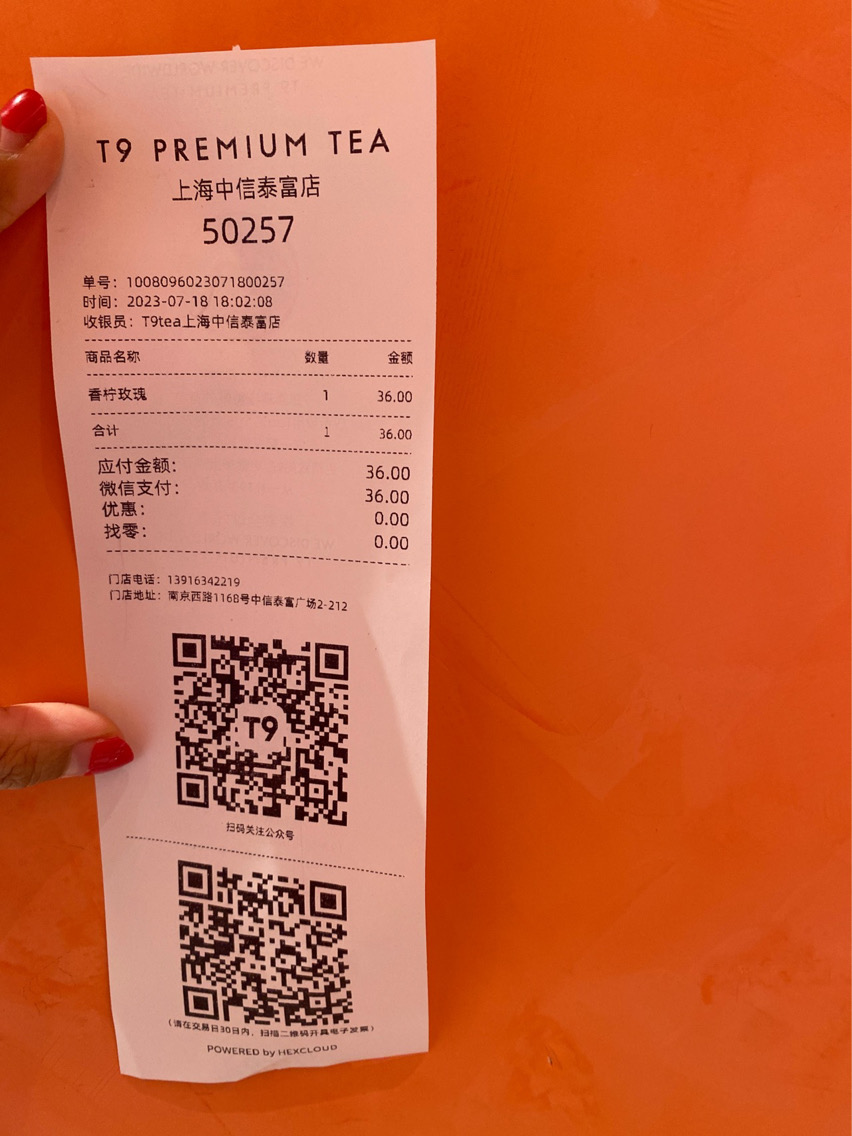 T9 PREMIUM TEA
上海中信泰富店
50257
单号：1008096023071800257
时间：2023-07-18 18:02:08
收银员：T9tea上海中信泰富店
商品名称 数量 金额
香柠玫瑰 1 36.00
合计 1 36.00
应付金额： 36.00
微信支付： 36.00
优惠： 0.00
找零： 0.00
门店电话：13916342219
门店地址：南京西路1168号中信泰富广场2-212
T9
扫码关注公众号
(请在交易日30日内，扫描二维码开具电子发票)
POWERED by HEXCLOUD